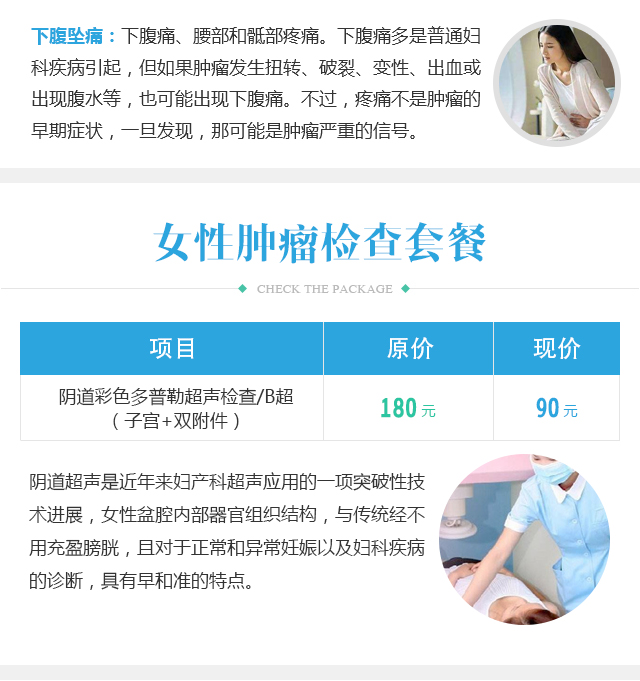 下腹坠痛：下腹痛、腰部和骶部疼痛。下腹痛多是普通妇
科疾病引起，但如果肿瘤发生扭转、破裂、变性、出血或
出现腹水等，也可能出现下腹痛。不过，疼痛不是肿瘤的
早期症状，一旦发现，那可能是肿瘤严重的信号。
女性肿瘤检查套餐
CHECK THE PACKAGE
项目 原价 现价
阴道彩色多普勒超声检查/B超
（子宫+双附件） 180元 90元
阴道超声是近年来妇产科超声应用的一项突破性技
术进展，女性盆腔内部器官组织结构，与传统经不
用充盈膀胱，且对于正常和异常妊娠以及妇科疾病
的诊断，具有早和准的特点。